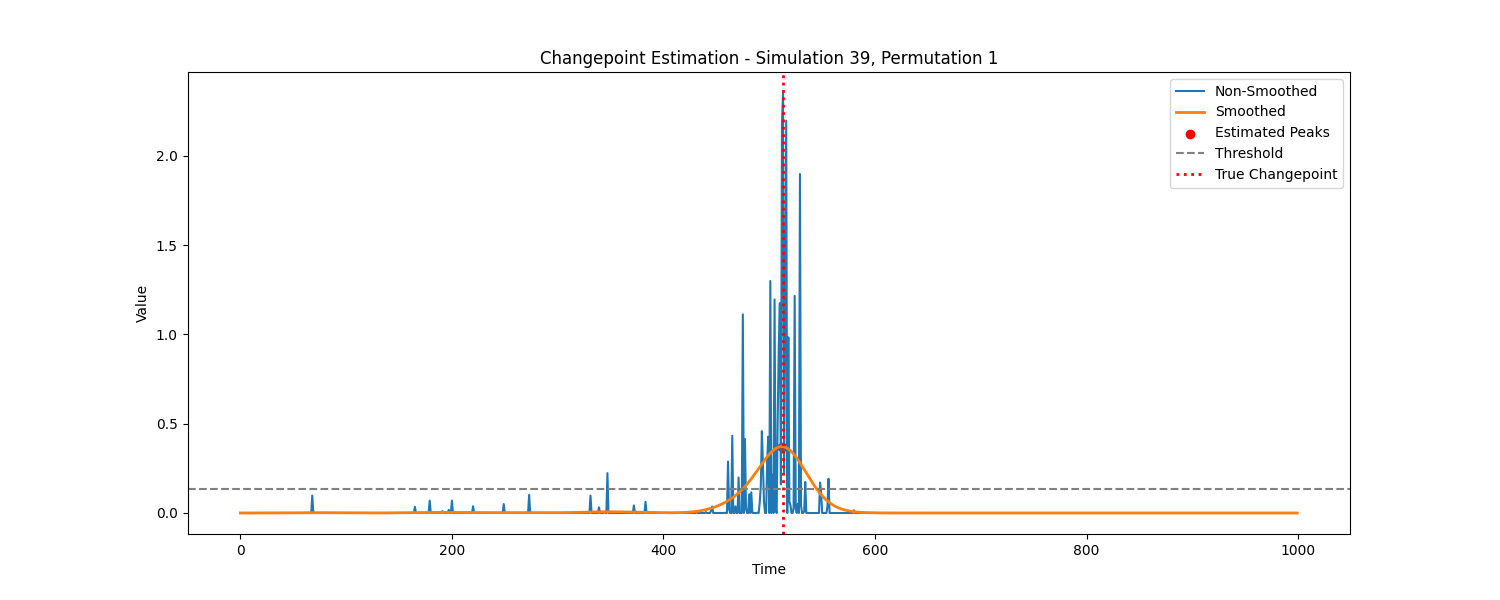 Changepoint Estimation - Simulation 39, Permutation 1
Non-Smoothed
Smoothed
Estimated Peaks
Threshold
True Changepoint
2.0
1.5
1.0
0.5
0.0
Value
0 200 400 600 800 1000
Time